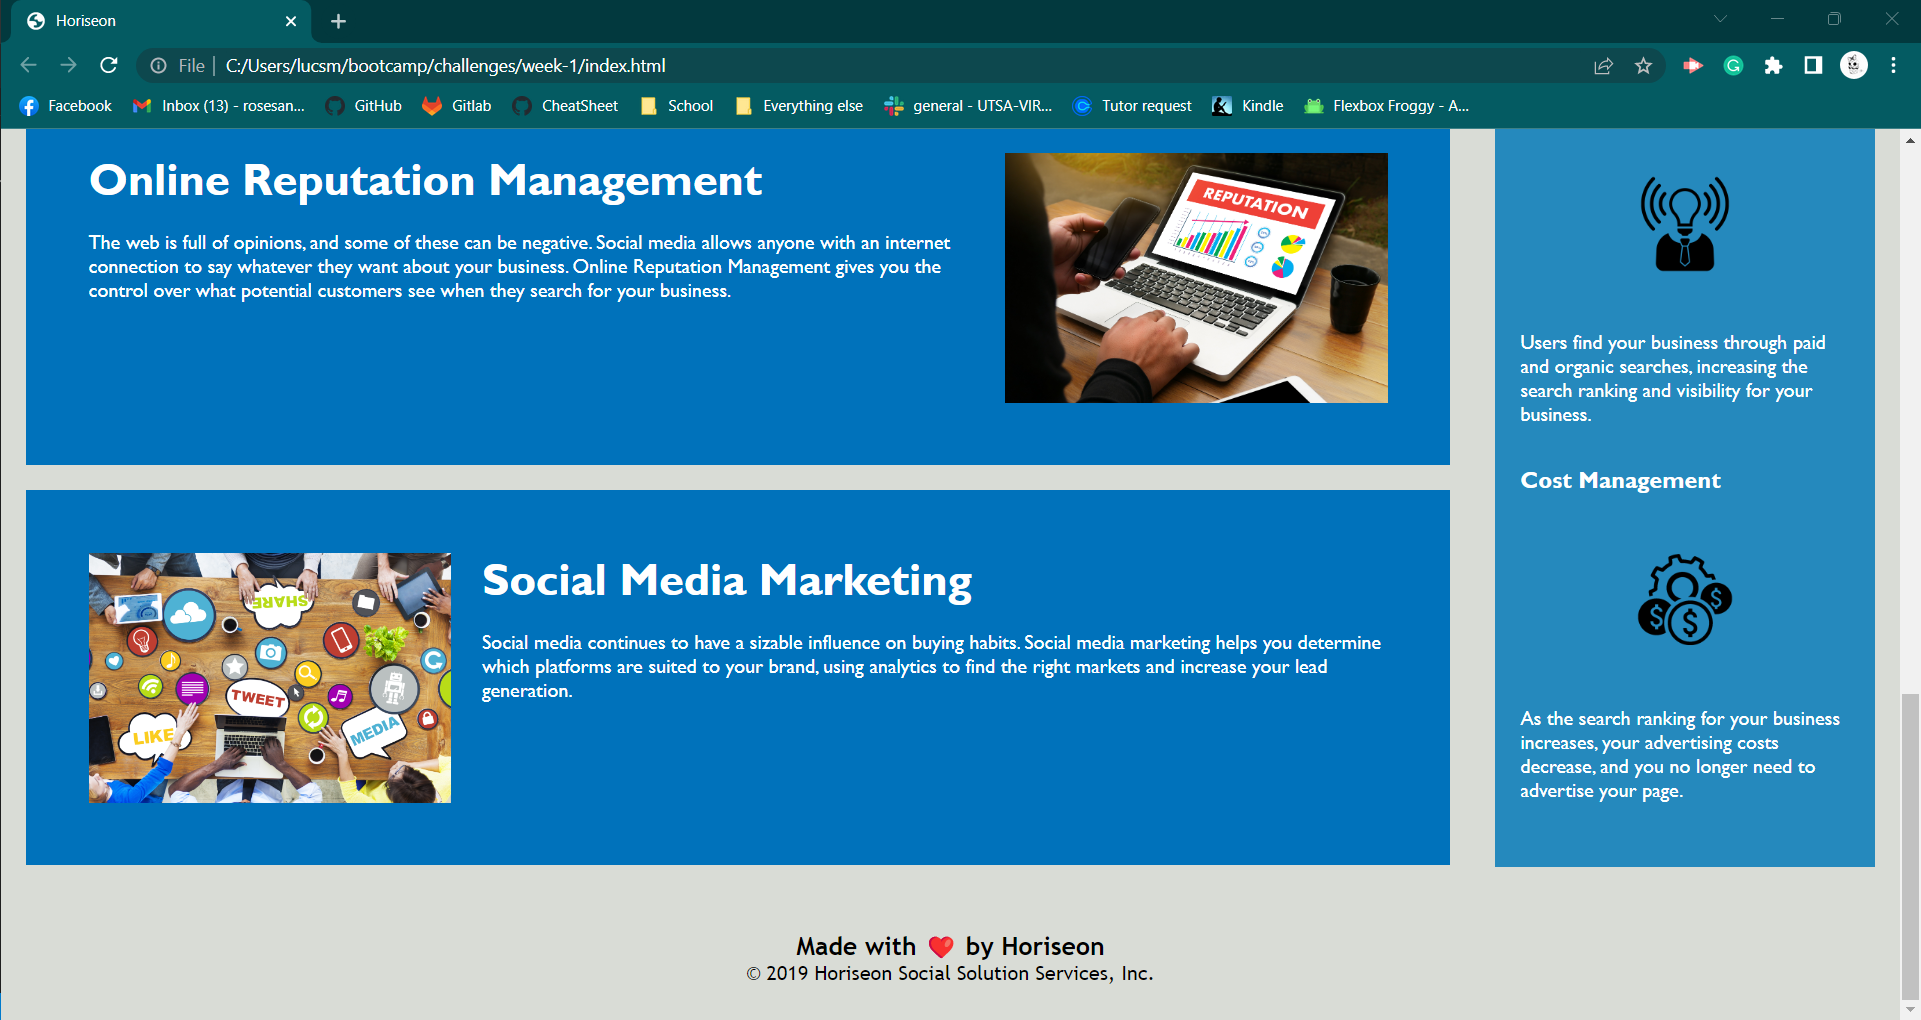 Horiseon
File C:/Users/lucsm/bootcamp/challenges/week-1/index.html
Facebook Inbox (13) - rosesan... GitHub Gitlab CheatSheet School Everything else general - UTSA-VIR... Tutor request Kindle Flexbox Froggy - A...
Online Reputation Management
The web is full of opinions, and some of these can be negative. Social media allows anyone with an internet
connection to say whatever they want about your business. Online Reputation Management gives you the
control over what potential customers see when they search for your business.
REPUTATION
Social Media Marketing
Social media continues to have a sizable influence on buying habits. Social media marketing helps you determine
which platforms are suited to your brand, using analytics to find the right markets and increase your lead
generation.
SHARE
TWEET
LIKE
MEDIA
Users find your business through paid
and organic searches, increasing the
search ranking and visibility for your
business.
Cost Management
$ $ $
As the search ranking for your business
increases, your advertising costs
decrease, and you no longer need to
advertise your page.
Made with ❤️ by Horiseon
© 2019 Horiseon Social Solution Services, Inc.